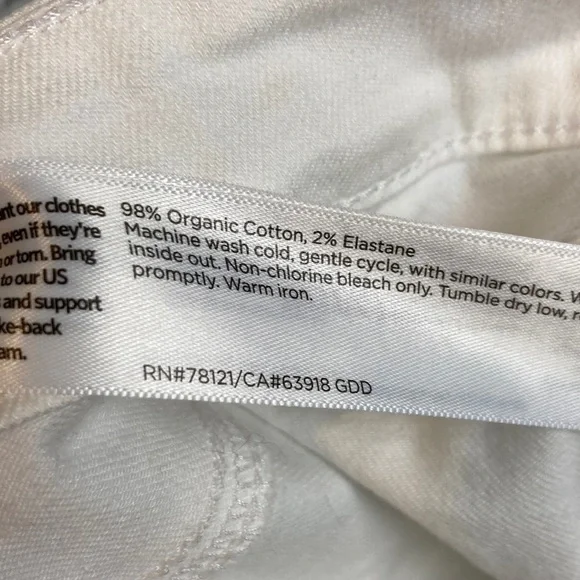 our clothes
even if they're
or torn. Bring
to our US
and support
ke-back
am.
98% Organic Cotton, 2% Elastane
Machine wash cold, gentle cycle, with similar colors. W
inside out. Non-chlorine bleach only. Tumble dry low, re
promptly. Warm iron.
RN#78121/CA#63918 GDD